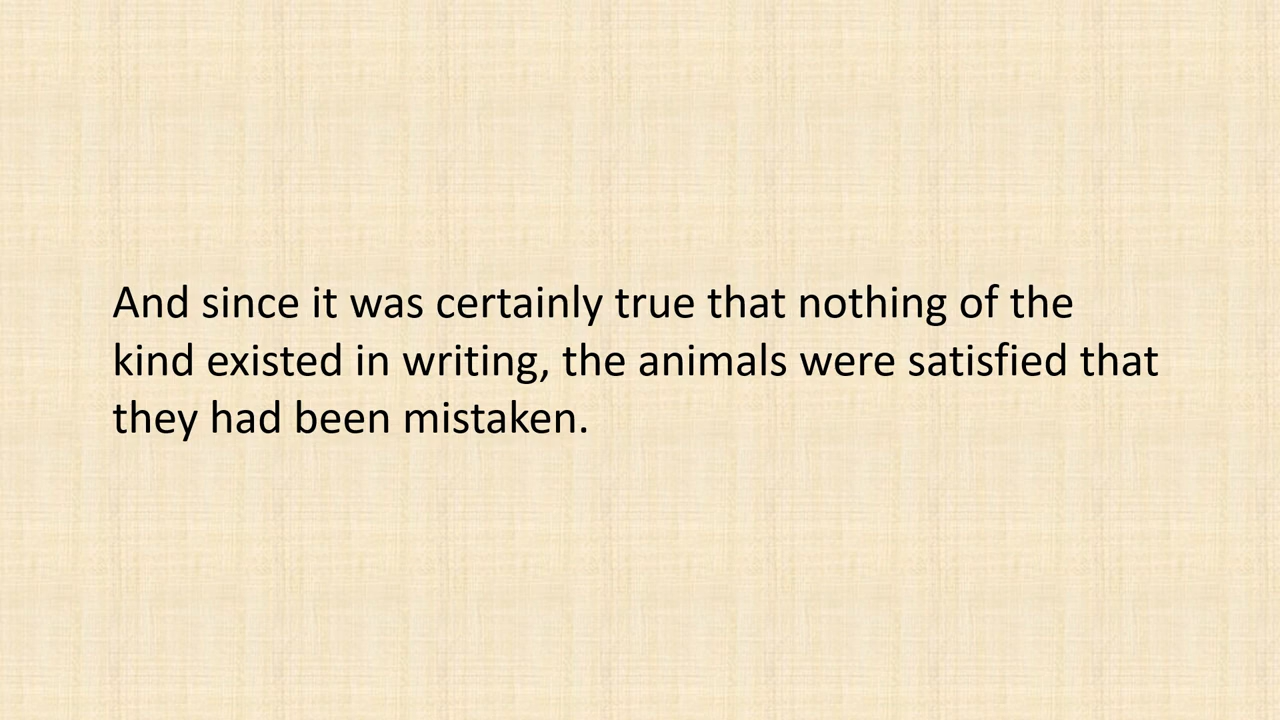 And since it was certainly true that nothing of the
kind existed in writing, the animals were satisfied that
they had been mistaken.